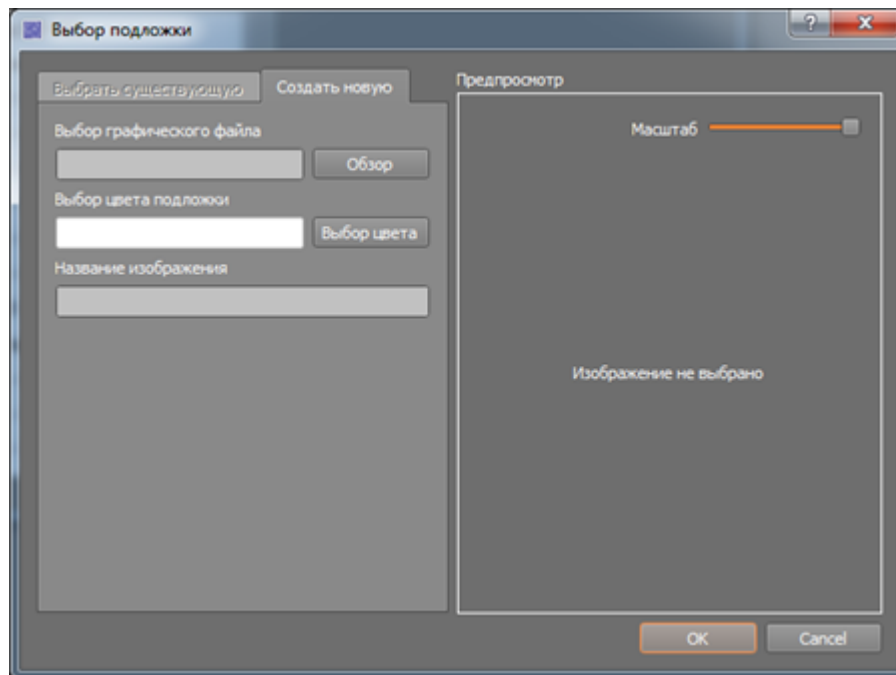 Выбор подложки
?
Выбрать существующую
Создать новую
Предпросмотр
Выбор графического файла
Масштаб
Обзор
Выбор цвета подложки
Выбор цвета
Название изображения
Изображение не выбрано
OK
Cancel